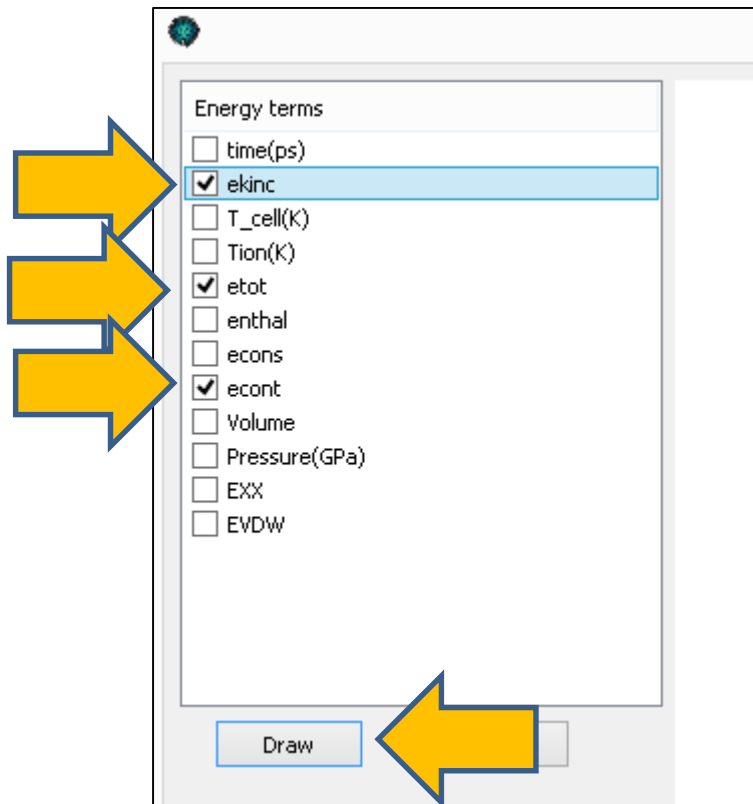 Energy terms
time(ps)
ekinc
T_cell(K)
Tion(K)
etot
enthal
econs
econt
Volume
Pressure(GPa)
EXX
EVDW
Draw